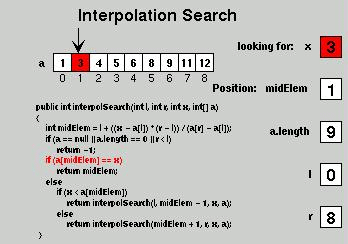 Interpolation Search
looking for: x 3
a 1 3 4 5 6 8 9 11 12
0 1 2 3 4 5 6 7 8
Position: midElem 1
public int interpolSearch(int l, int r, int x, int[] a)
{
int midElem = l + ((x - a[l]) * (r - l)) / (a[r] - a[l]);
if (a == null || a.length == 0 || r < l)
return -1;
if (a[midElem] == x)
return midElem;
else
if (x < a[midElem])
return interpolSearch(l, midElem - 1, x, a);
else
return interpolSearch(midElem + 1, r, x, a);
}
a.length 9
l 0
r 8